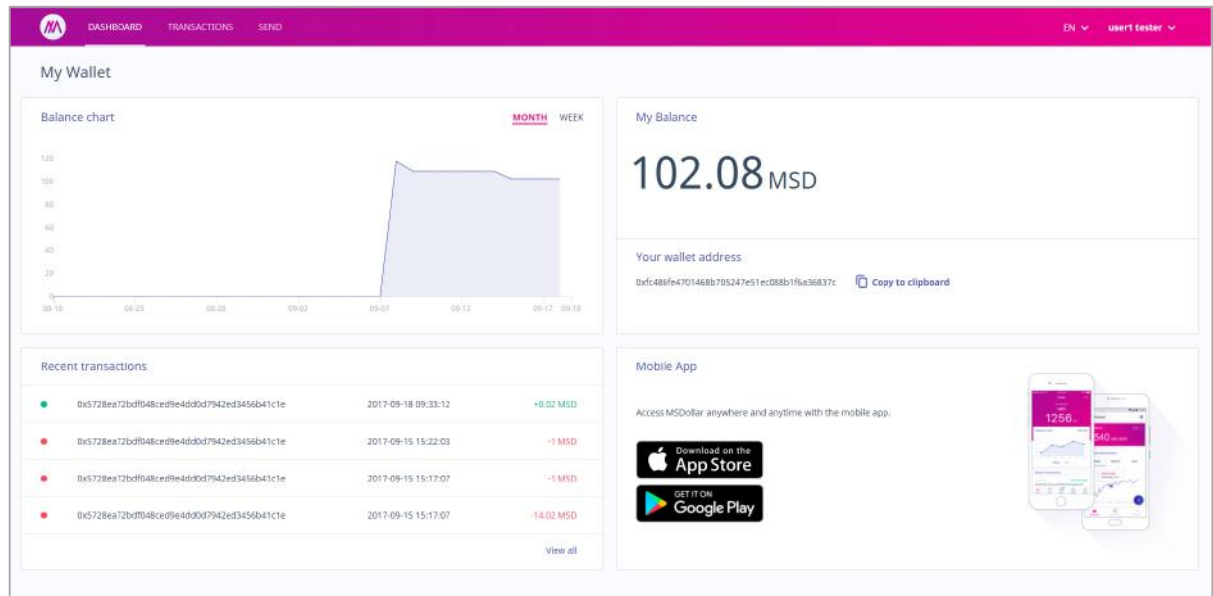 DASHBOARD TRANSACTIONS SEND EN user1 tester
My Wallet
Balance chart MONTH WEEK
120
100
80
60
40
20
0
08-18 08-23 08-28 09-02 09-07 09-12 09-17 09-18
My Balance
102.08 MSD
Your wallet address
0xfc486fe4701468b705247e51ec088b1f6a36837c Copy to clipboard
Recent transactions
0x5728ea72bdf048ced9e4dd0d7942ed3456b41c1e 2017-09-18 09:33:12 +0.02 MSD
0x5728ea72bdf048ced9e4dd0d7942ed3456b41c1e 2017-09-15 15:22:03 -1 MSD
0x5728ea72bdf048ced9e4dd0d7942ed3456b41c1e 2017-09-15 15:17:07 -1 MSD
0x5728ea72bdf048ced9e4dd0d7942ed3456b41c1e 2017-09-15 15:17:07 -14.02 MSD
View all
Mobile App
Access MSDollar anywhere and anytime with the mobile app.
Download on the
App Store
GET IT ON
Google Play
1256
540